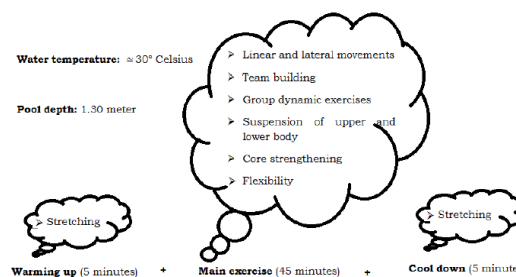 Water temperature: ≃30° Celsius
Pool depth: 1.30 meter
➢ Linear and lateral movements
➢ Team building
➢ Group dynamic exercises
➢ Suspension of upper and
lower body
➢ Core strengthening
➢ Flexibility
➢ Stretching
➢ Stretching
Warming up (5 minutes) + Main exercise (45 minutes) + Cool down (5 minute